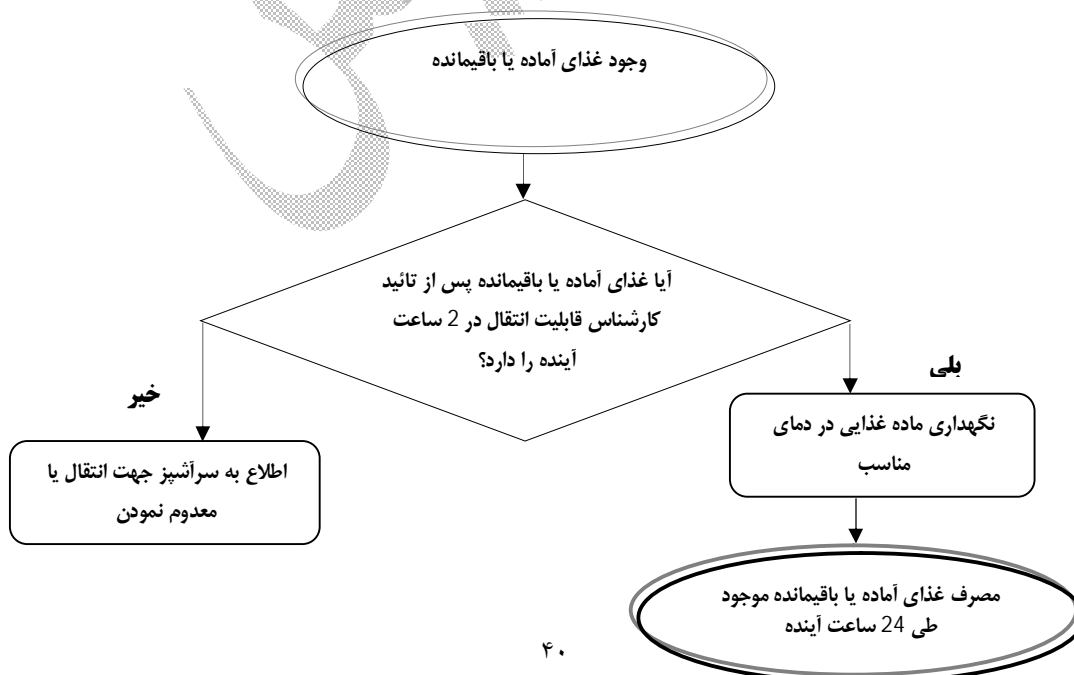 وجود غذای آماده یا باقیمانده
آیا غذای آماده یا باقیمانده پس از تائید
کارشناس قابلیت انتقال در 2 ساعت
آینده را دارد؟
بلی
نگهداری ماده غذایی در دمای
مناسب
خیر
اطلاع به سرآشپز جهت انتقال یا
معدوم نمودن
مصرف غذای آماده یا باقیمانده موجود
طی 24 ساعت آینده
۴۰